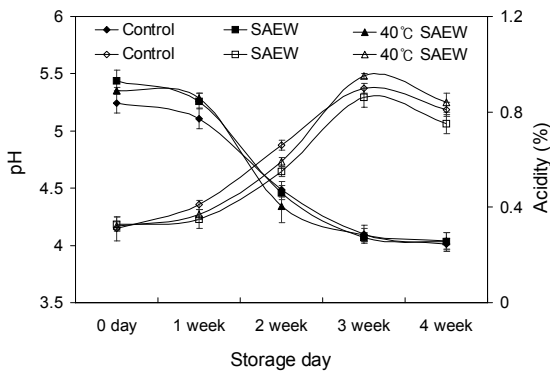 6
5.5
5
4.5
4
3.5
pH
Control SAEW 40℃ SAEW
Control SAEW 40℃ SAEW
1.2
0.8
0.4
0
Acidity (%)
0 day 1 week 2 week 3 week 4 week
Storage day